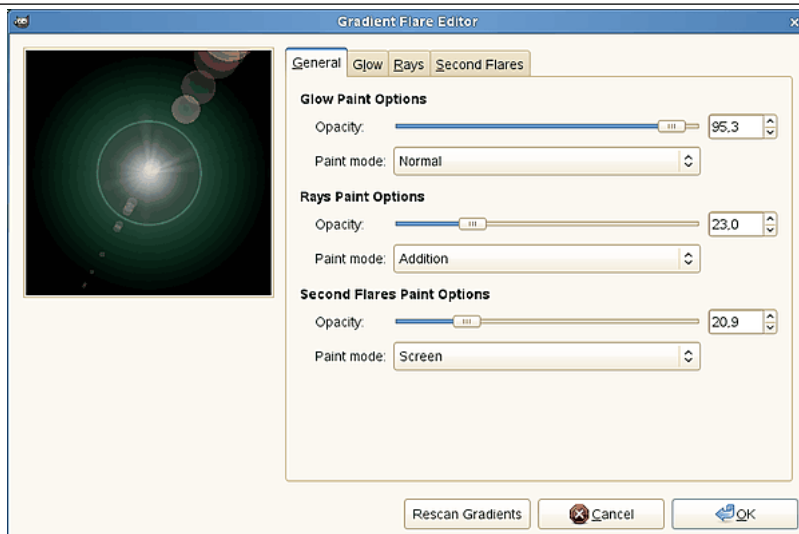 Gradient Flare Editor
General Glow Rays Second Flares
Glow Paint Options
Opacity: 95,3
Paint mode: Normal
Rays Paint Options
Opacity: 23,0
Paint mode: Addition
Second Flares Paint Options
Opacity: 20,9
Paint mode: Screen
Rescan Gradients Cancel OK